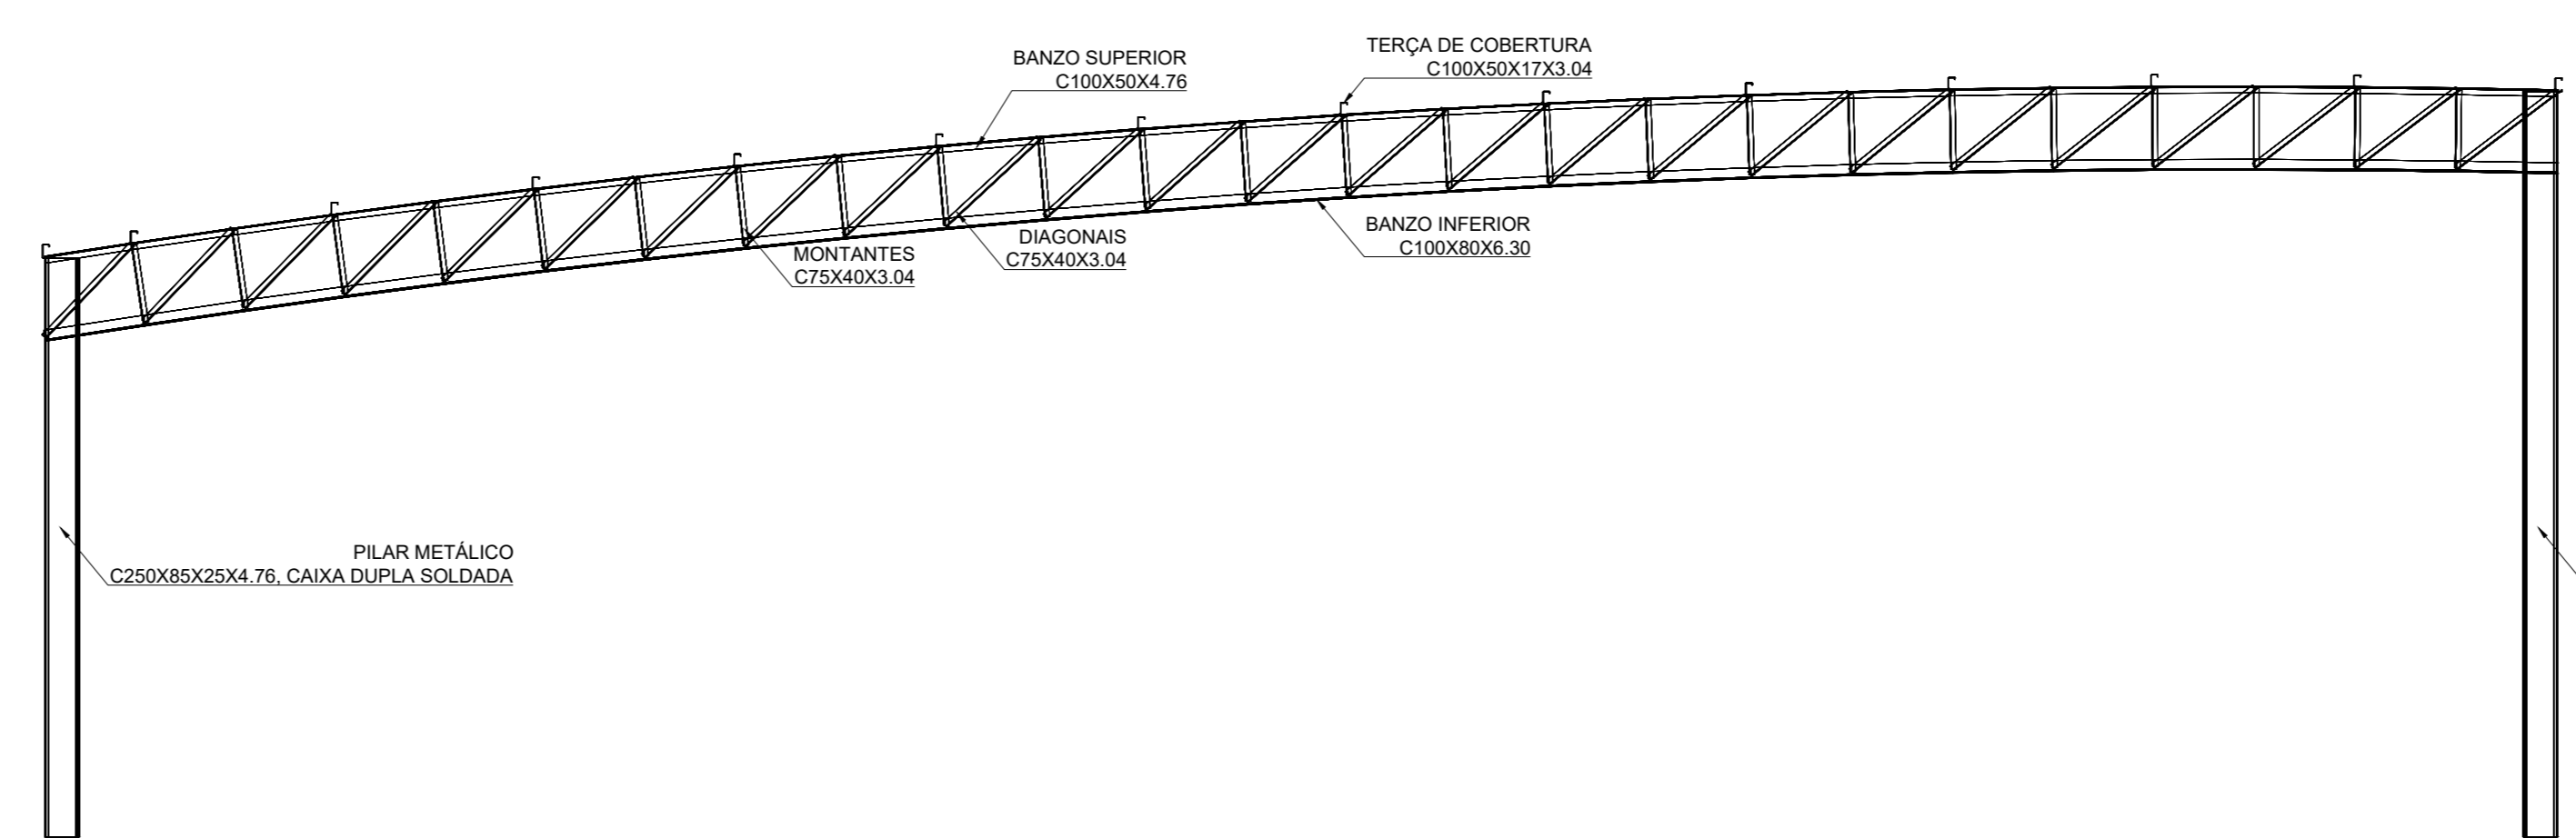 BANZO SUPERIOR
C100X50X4.76
TERÇA DE COBERTURA
C100X50X17X3.04
MONTANTES
C75X40X3.04
DIAGONAIS
C75X40X3.04
BANZO INFERIOR
C100X80X6.30
PILAR METÁLICO
C250X85X25X4.76, CAIXA DUPLA SOLDADA